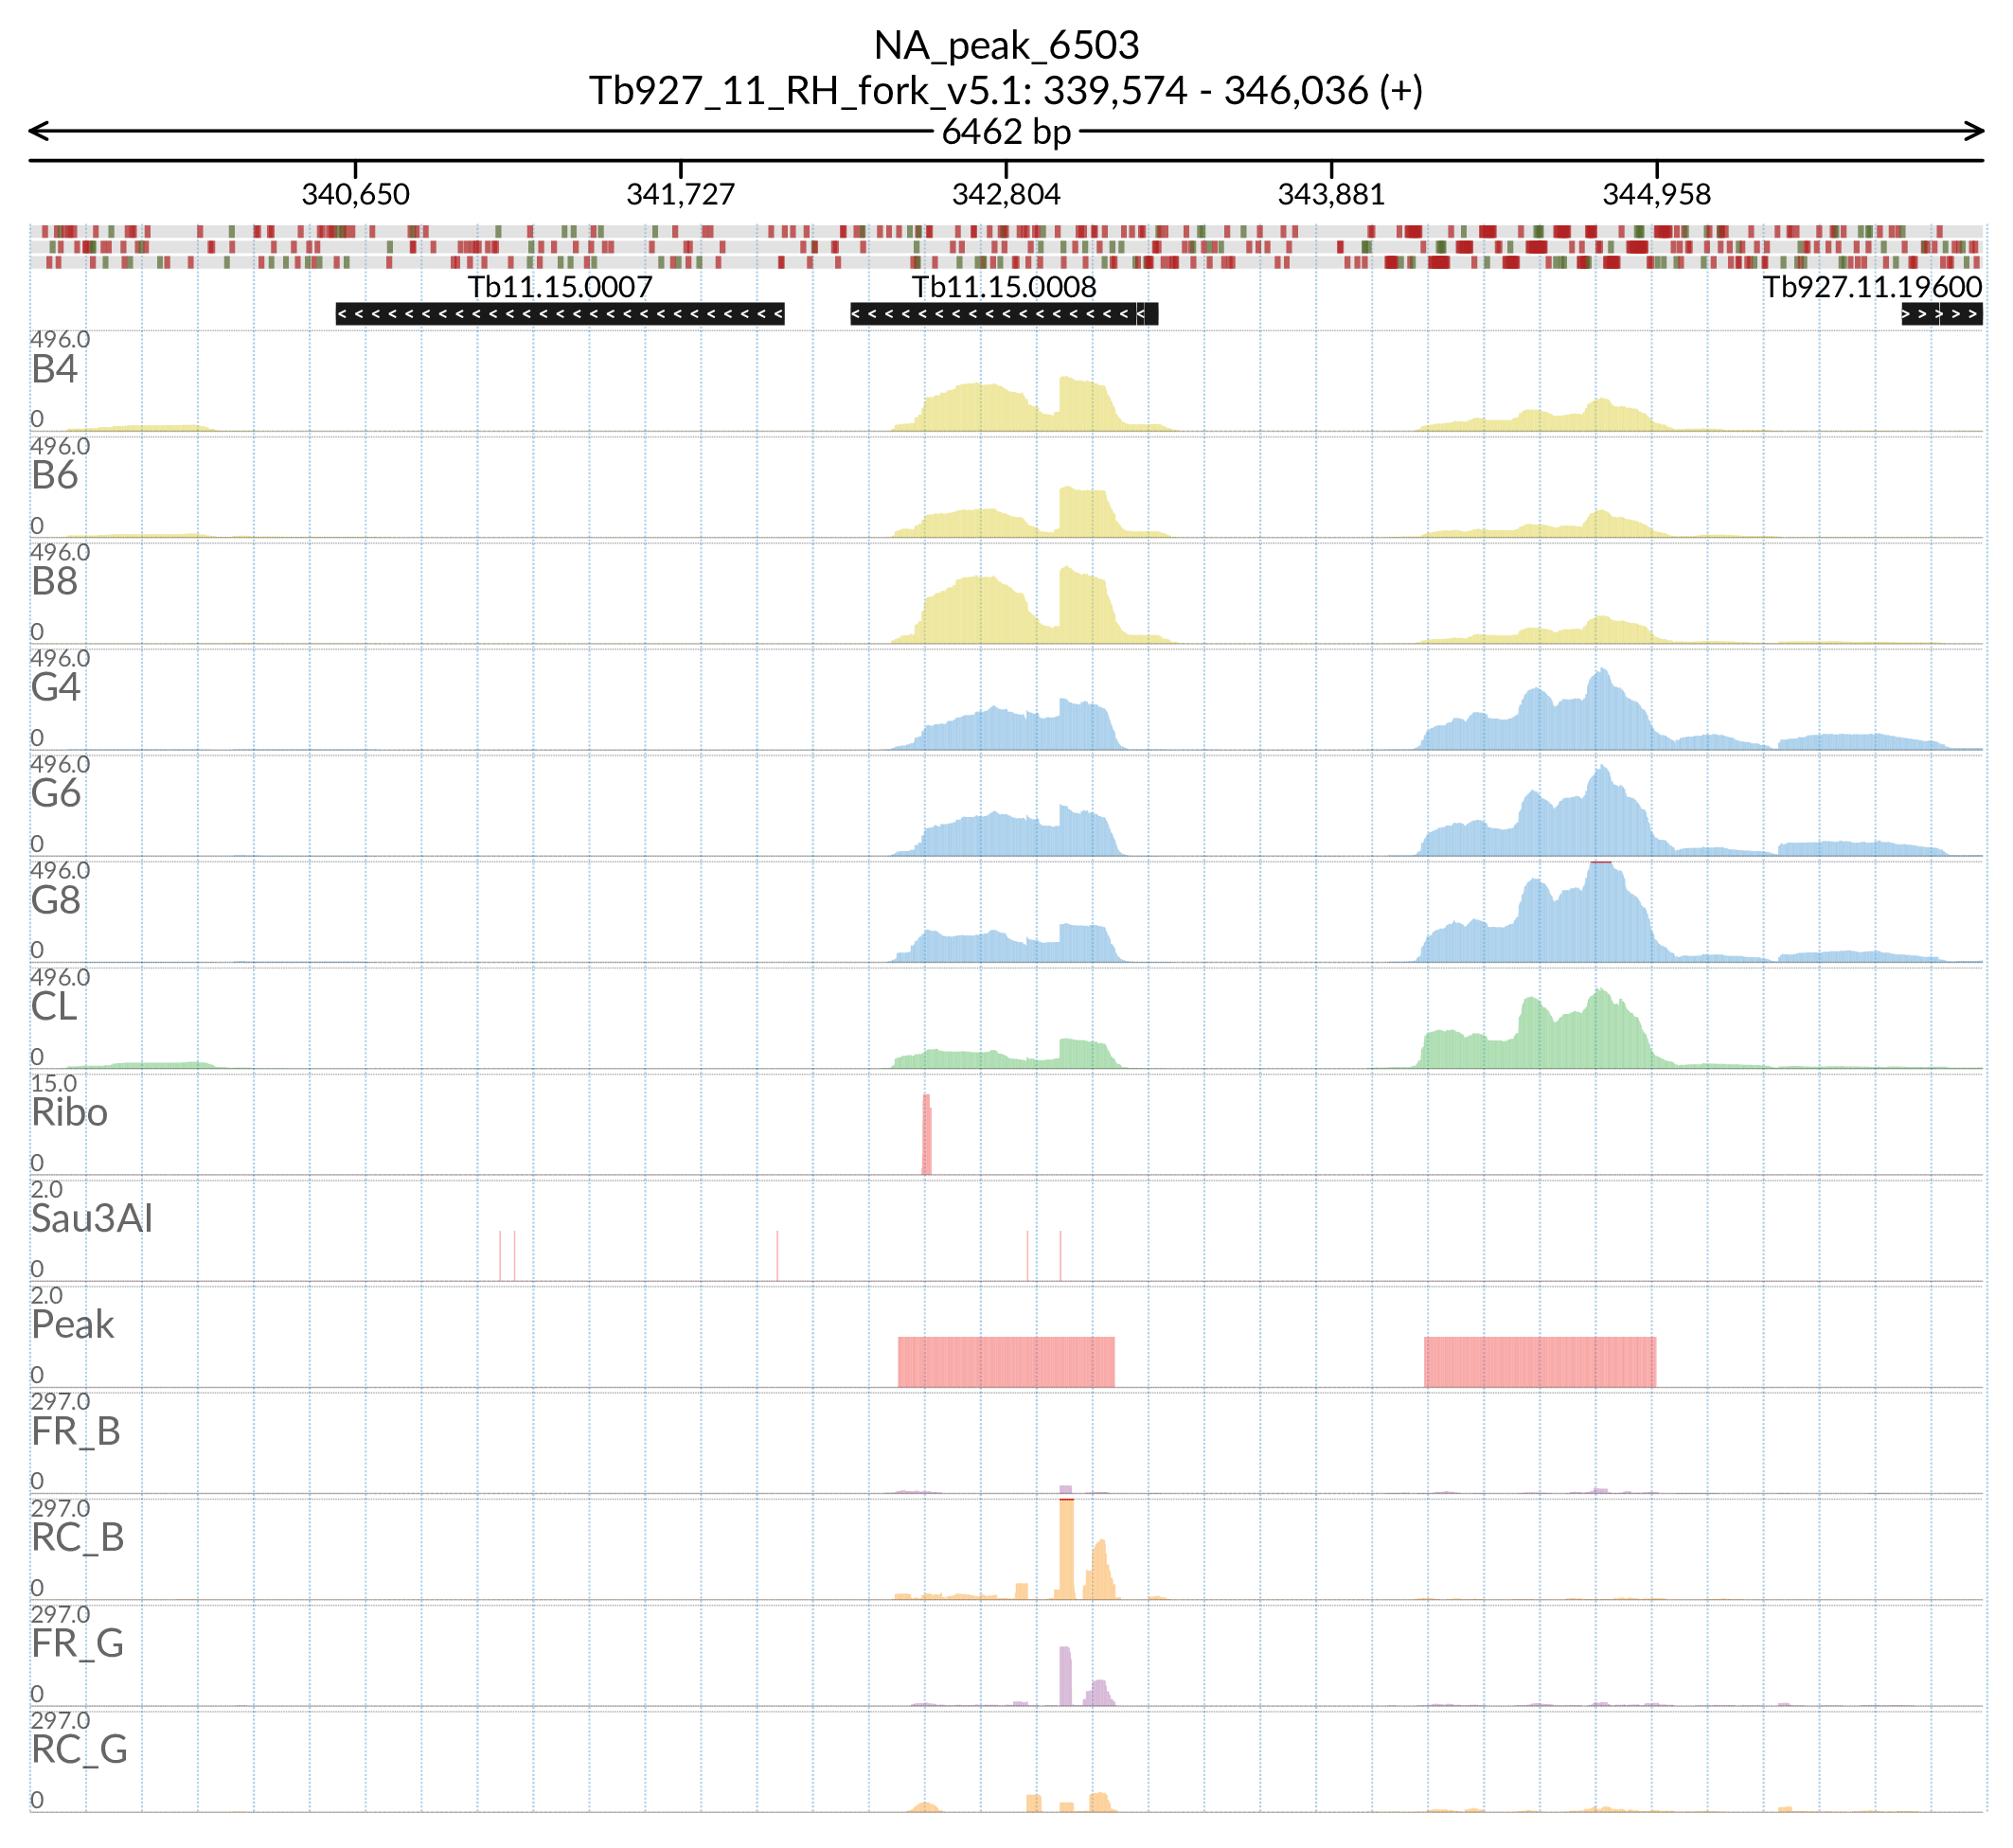 NA_peak_6503
Tb927_11_RH_fork_v5.1: 339,574 - 346,036 (+)
6462 bp
340,650 341,727 342,804 343,881 344,958
Tb11.15.0007 Tb11.15.0008 Tb927.11.19600
496.0
B4
0
496.0
B6
0
496.0
B8
0
496.0
G4
0
496.0
G6
0
496.0
G8
0
496.0
CL
0
15.0
Ribo
0
2.0
Sau3AI
0
2.0
Peak
0
297.0
FR_B
0
297.0
RC_B
0
297.0
FR_G
0
297.0
RC_G
0